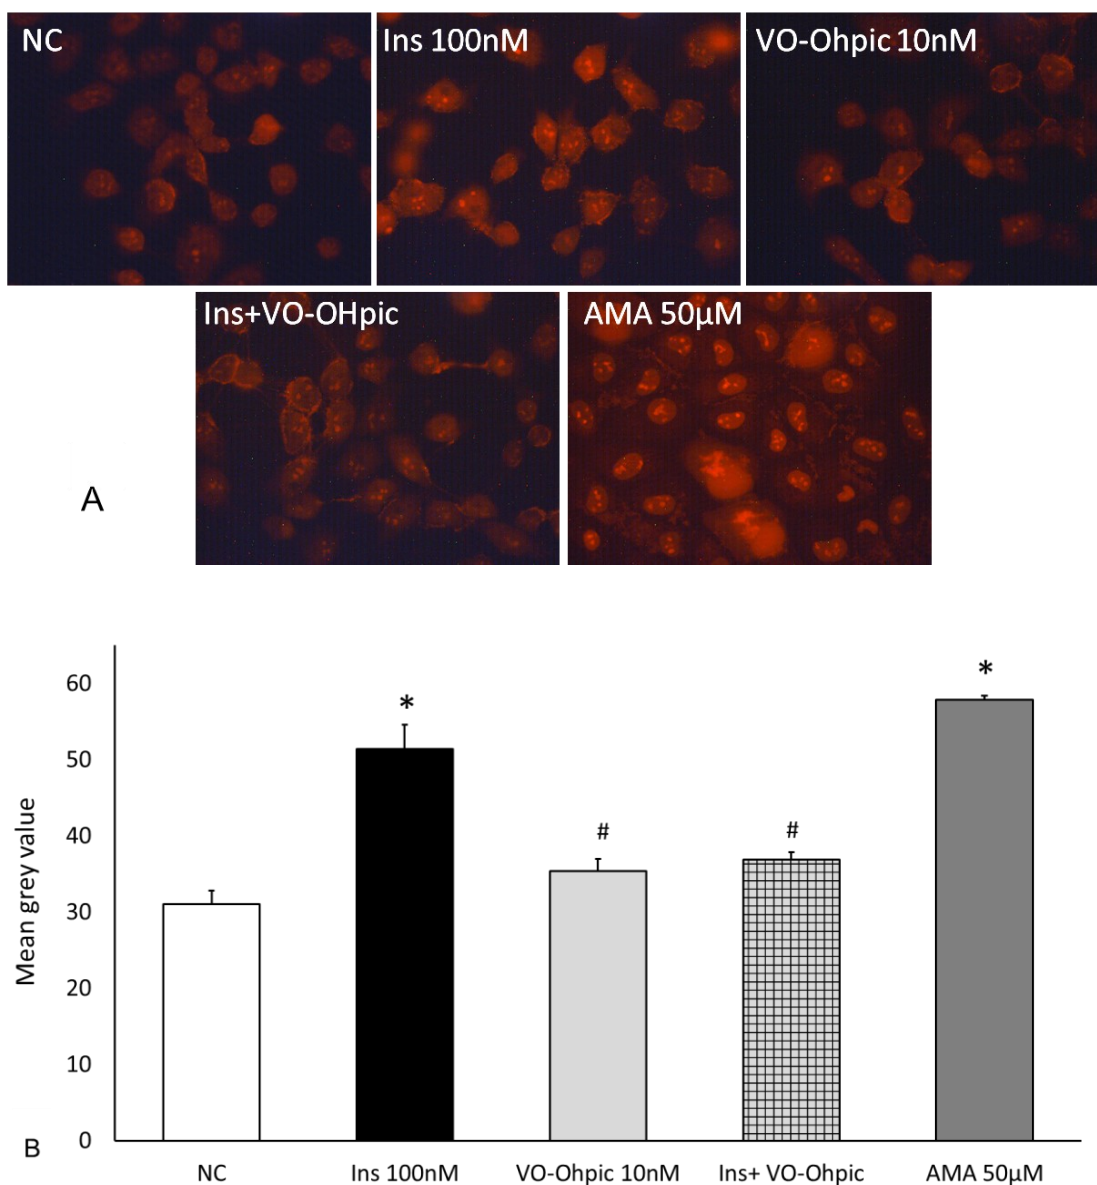 NC
Ins 100nM
VO-Ohpic 10nM
Ins+VO-OHpic
AMA 50µM
A
Mean grey value
60
50
40
30
20
10
0
*
#
#
*
B
NC
Ins 100nM
VO-Ohpic 10nM
Ins+ VO-Ohpic
AMA 50µM